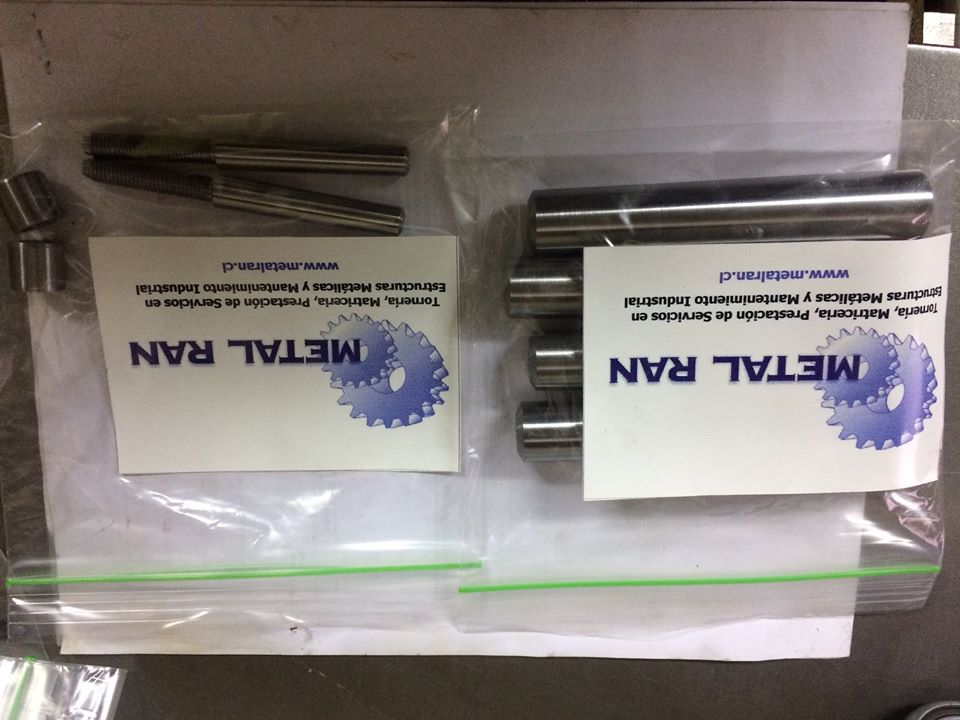 METAL RAN
Tornería, Matricería, Prestación de Servicios en
Estructuras Metálicas y Mantenimiento Industrial
www.metalran.cl
METAL RAN
Tornería, Matricería, Prestación de Servicios en
Estructuras Metálicas y Mantenimiento Industrial
www.metalran.cl